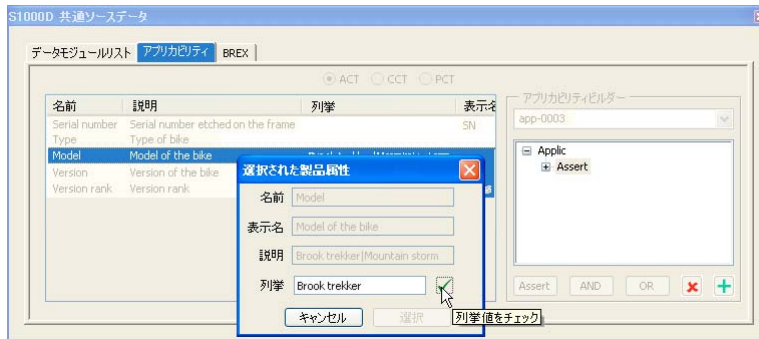 S1000D 共通ソースデータ
データモジュールリスト アプリカビリティ BREX
ACT CCT PCT
名前 説明 列挙 表示名
Serial number Serial number etched on the frame SN
Type Type of bike
Model Model of the bike
Version Version of the bike
Version rank Version rank
アプリカビリティビルダー
app-0003
Applic
Assert
Assert AND OR
選択された製品属性
名前 Model
表示名 Model of the bike
説明 Brook trekker|Mountain storm
列挙 Brook trekker
キャンセル 選択
列挙値をチェック